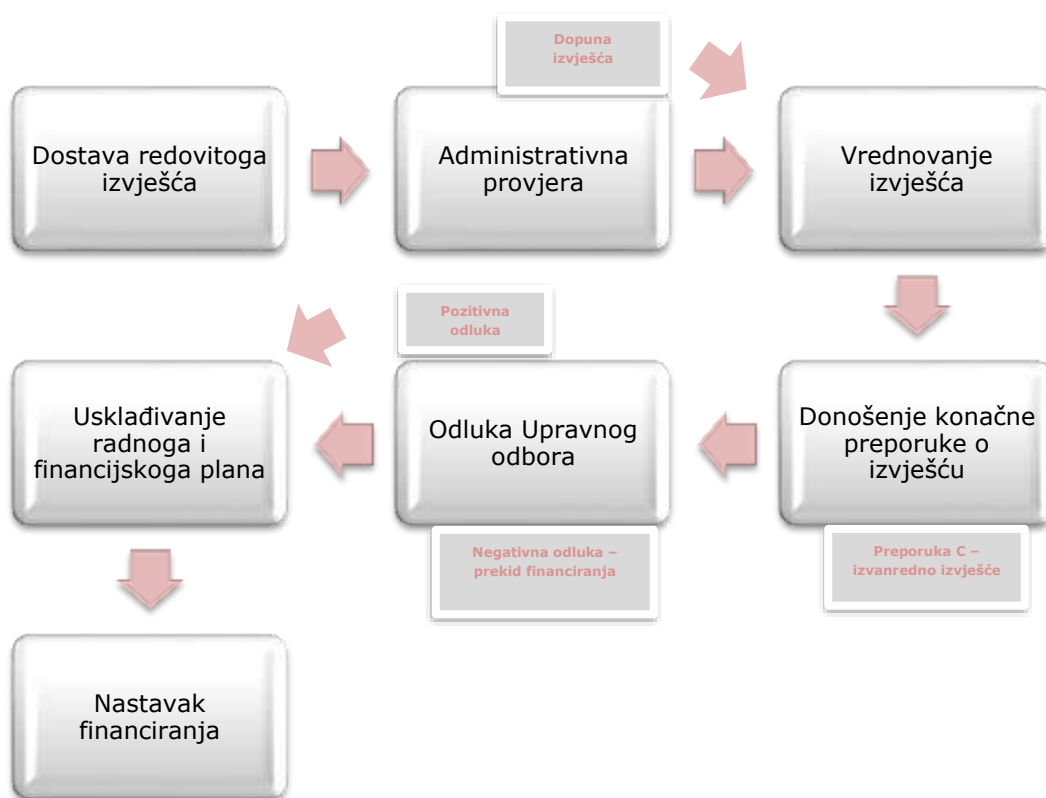 Dopuna
izvješća
Dostava redovitoga
izvješća
Administrativna
provjera
Vrednovanje
izvješća
Pozitivna
odluka
Usklađivanje
radnoga i
financijskoga plana
Odluka Upravnog
odbora
Donošenje konačne
preporuke o
izvješću
Negativna odluka –
prekid financiranja
Preporuka C –
izvanredno izvješće
Nastavak
financiranja